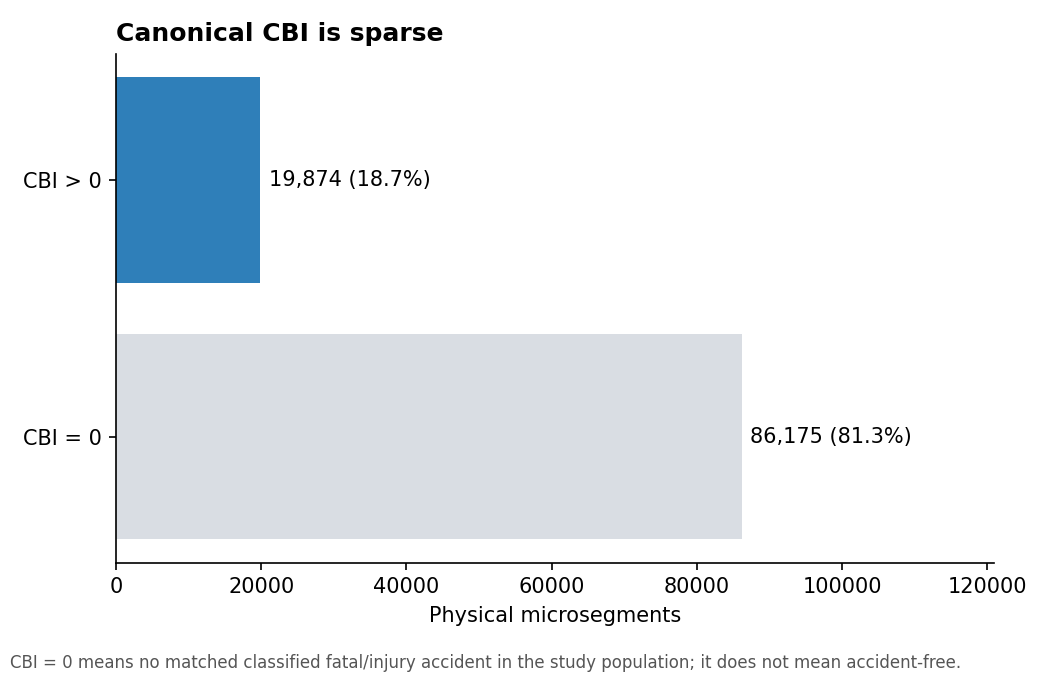 Canonical CBI is sparse
CBI > 0
19,874 (18.7%)
CBI = 0
86,175 (81.3%)
0 20000 40000 60000 80000 100000 120000
Physical microsegments
CBI = 0 means no matched classified fatal/injury accident in the study population; it does not mean accident-free.